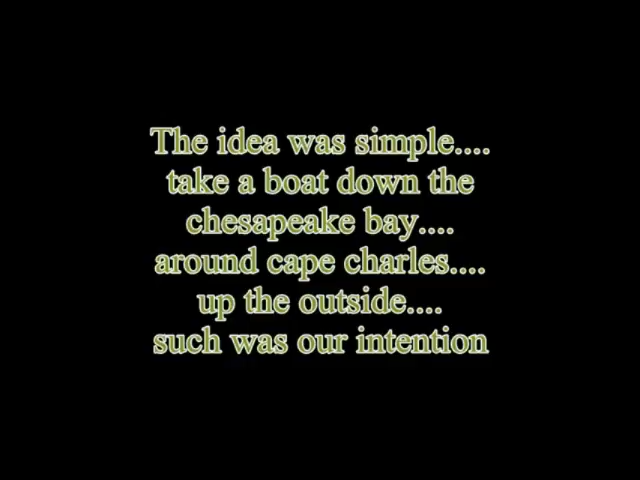 The idea was simple....
take a boat down the
chesapeake bay....
around cape charles....
up the outside....
such was our intention